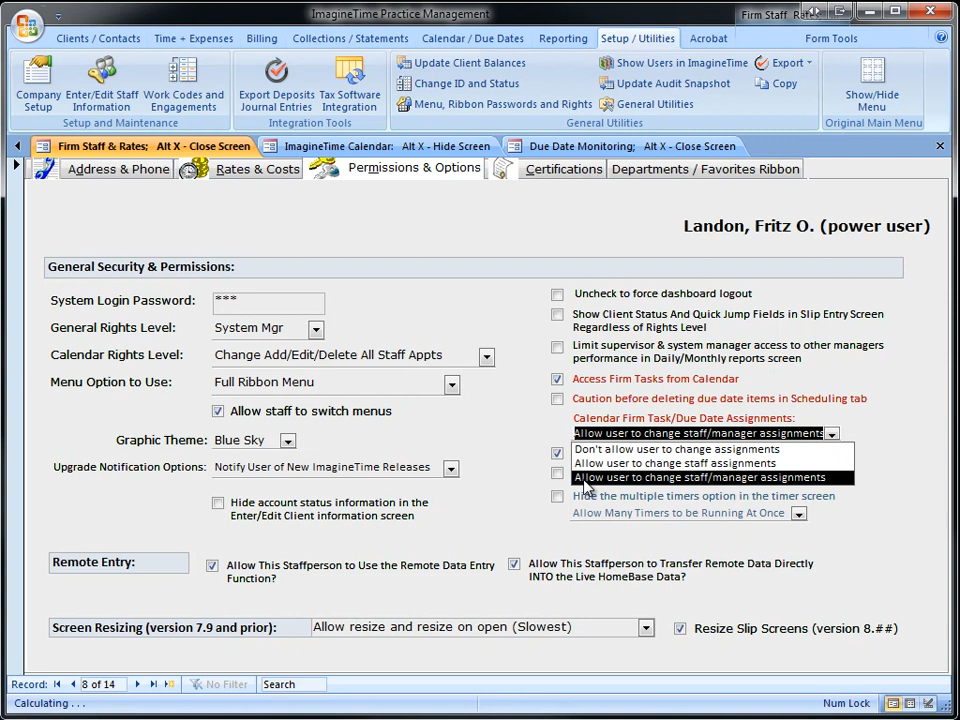 ImagineTime Practice Management
Firm Staff Rates
Clients / Contacts
Time + Expenses
Billing
Collections / Statements
Calendar / Due Dates
Reporting
Setup / Utilities
Acrobat
Form Tools
Company Setup
Enter/Edit Staff Information
Work Codes and Engagements
Export Deposits Journal Entries
Tax Software Integration
Update Client Balances
Change ID and Status
Menu, Ribbon Passwords and Rights
Show Users in ImagineTime
Update Audit Snapshot
General Utilities
Export
Copy
Show/Hide Menu
Setup and Maintenance
Integration Tools
General Utilities
Original Main Menu
Firm Staff & Rates; Alt X - Close Screen
ImagineTime Calendar: Alt X - Hide Screen
Due Date Monitoring; Alt X - Close Screen
Address & Phone
Rates & Costs
Permissions & Options
Certifications
Departments / Favorites Ribbon
Landon, Fritz O. (power user)
General Security & Permissions:
System Login Password:
***
General Rights Level:
System Mgr
Calendar Rights Level:
Change Add/Edit/Delete All Staff Appts
Menu Option to Use:
Full Ribbon Menu
Allow staff to switch menus
Graphic Theme:
Blue Sky
Upgrade Notification Options:
Notify User of New ImagineTime Releases
Hide account status information in the
Enter/Edit Client information screen
Uncheck to force dashboard logout
Show Client Status And Quick Jump Fields in Slip Entry Screen
Regardless of Rights Level
Limit supervisor & system manager access to other managers
performance in Daily/Monthly reports screen
Access Firm Tasks from Calendar
Caution before deleting due date items in Scheduling tab
Calendar Firm Task/Due Date Assignments:
Allow user to change staff/manager assignments
Don't allow user to change assignments
Allow user to change staff assignments
Allow user to change staff/manager assignments
Hide the multiple timers option in the timer screen
Allow Many Timers to be Running At Once
Remote Entry:
Allow This Staffperson to Use the Remote Data Entry
Function?
Allow This Staffperson to Transfer Remote Data Directly
INTO the Live HomeBase Data?
Screen Resizing (version 7.9 and prior):
Allow resize and resize on open (Slowest)
Resize Slip Screens (version 8.##)
Record:
8 of 14
No Filter
Search
Calculating . . .
Num Lock